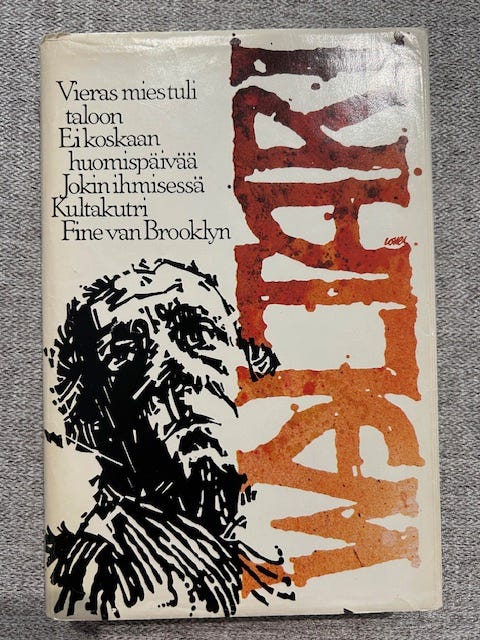 Vieras mies tuli
taloon
Ei koskaan
huomispäivää
Jokin ihmisessä
Kultakutri
Fine van Brooklyn
WALTARI